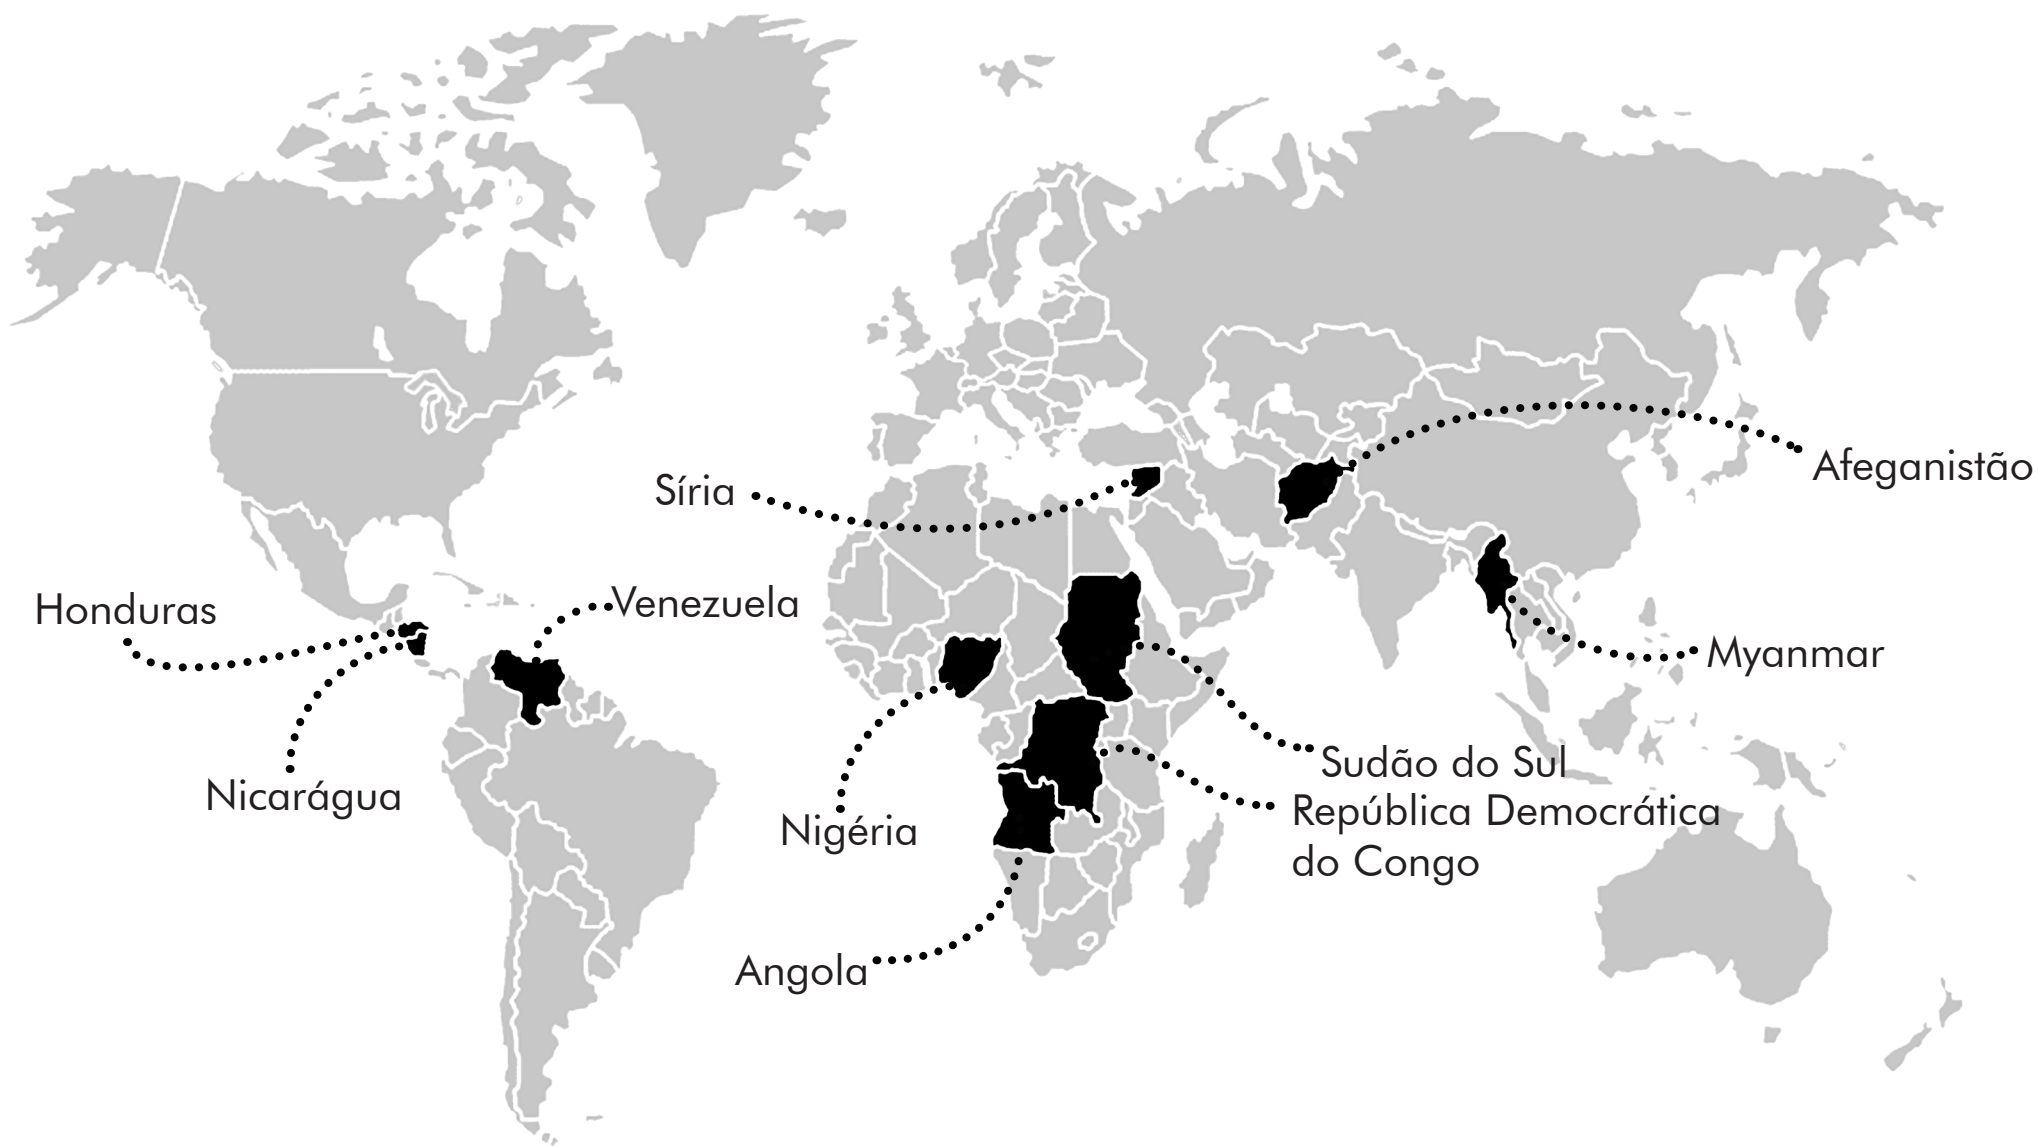 Afeganistão
Síria
Venezuela
Honduras
Myanmar
Sudão do Sul
Nicarágua
República Democrática
do Congo
Nigéria
Angola